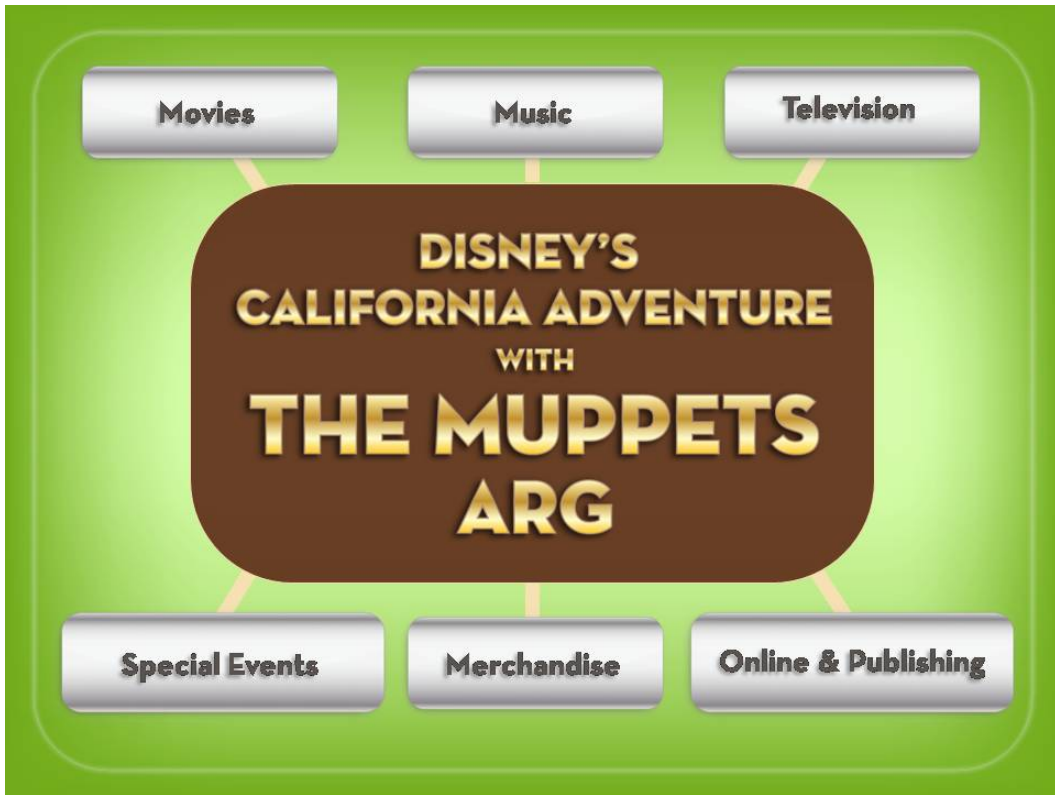 Movies
Music
Television
DISNEY'S
CALIFORNIA ADVENTURE
WITH
THE MUPPETS
ARG
Special Events
Merchandise
Online & Publishing